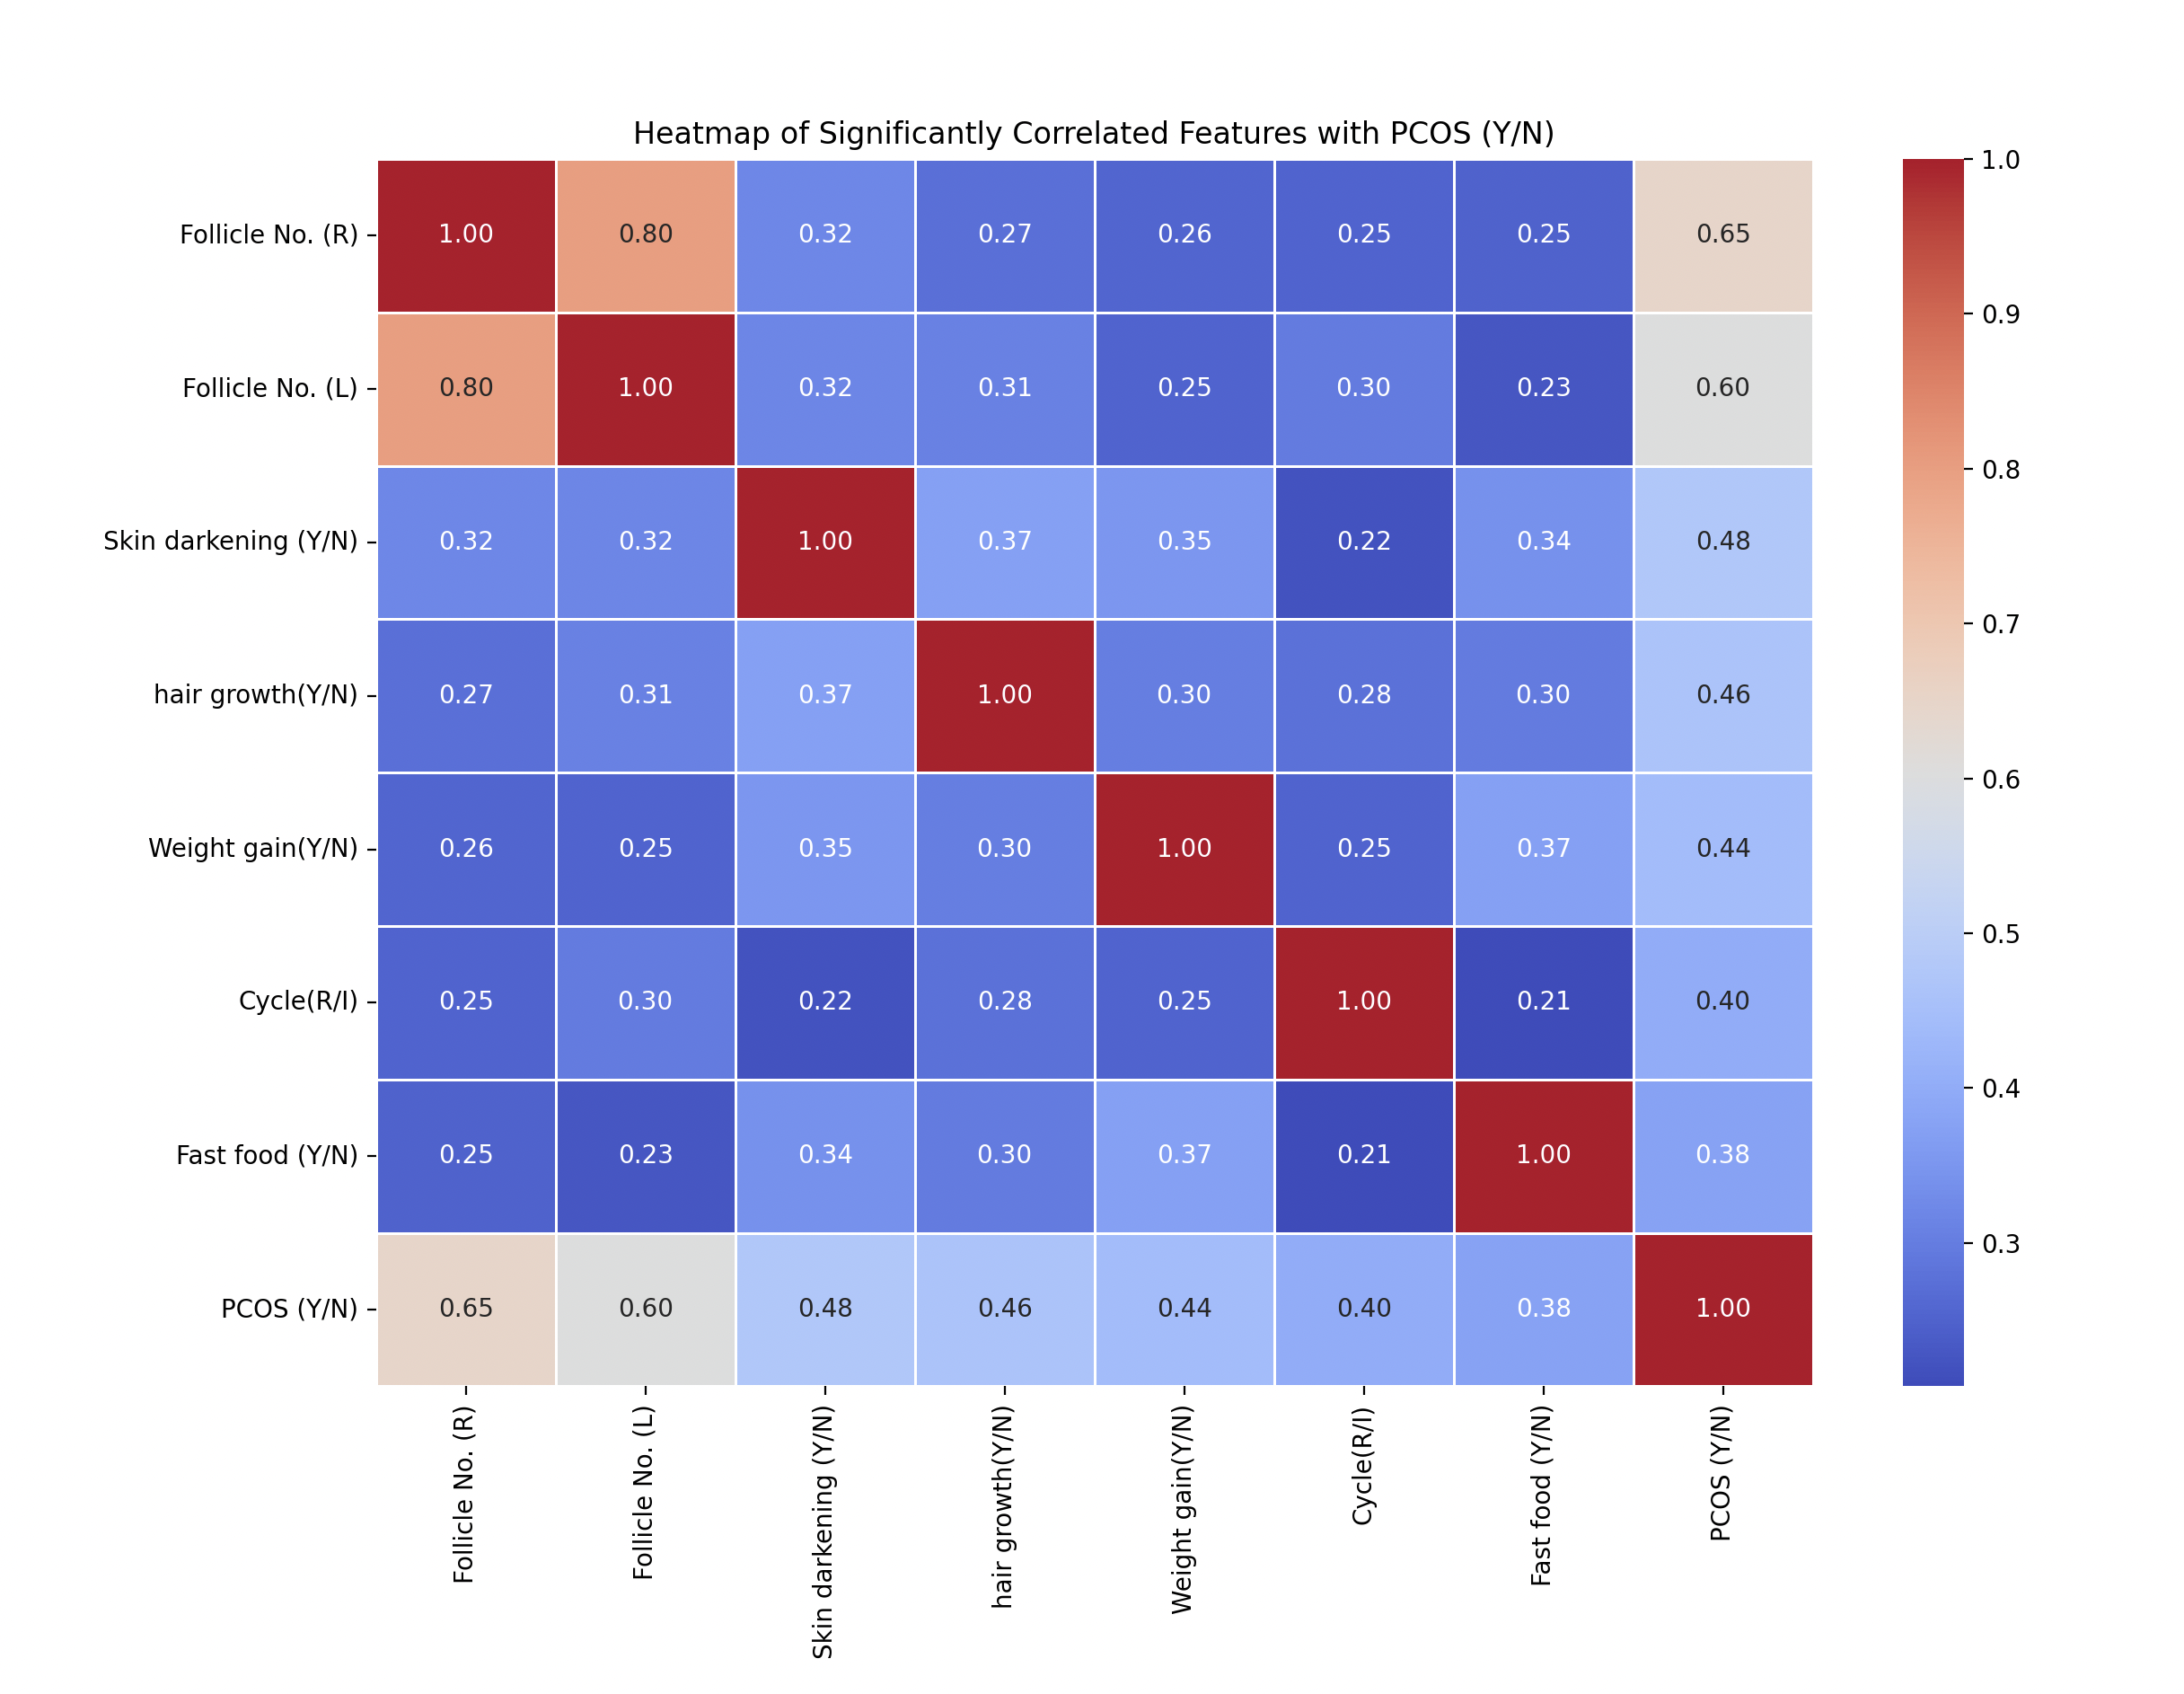 Heatmap of Significantly Correlated Features with PCOS (Y/N)
Follicle No. (R) 1.00 0.80 0.32 0.27 0.26 0.25 0.25 0.65
Follicle No. (L) 0.80 1.00 0.32 0.31 0.25 0.30 0.23 0.60
Skin darkening (Y/N) 0.32 0.32 1.00 0.37 0.35 0.22 0.34 0.48
hair growth(Y/N) 0.27 0.31 0.37 1.00 0.30 0.28 0.30 0.46
Weight gain(Y/N) 0.26 0.25 0.35 0.30 1.00 0.25 0.37 0.44
Cycle(R/I) 0.25 0.30 0.22 0.28 0.25 1.00 0.21 0.40
Fast food (Y/N) 0.25 0.23 0.34 0.30 0.37 0.21 1.00 0.38
PCOS (Y/N) 0.65 0.60 0.48 0.46 0.44 0.40 0.38 1.00
Follicle No. (R)
Follicle No. (L)
Skin darkening (Y/N)
hair growth(Y/N)
Weight gain(Y/N)
Cycle(R/I)
Fast food (Y/N)
PCOS (Y/N)
1.0
0.9
0.8
0.7
0.6
0.5
0.4
0.3